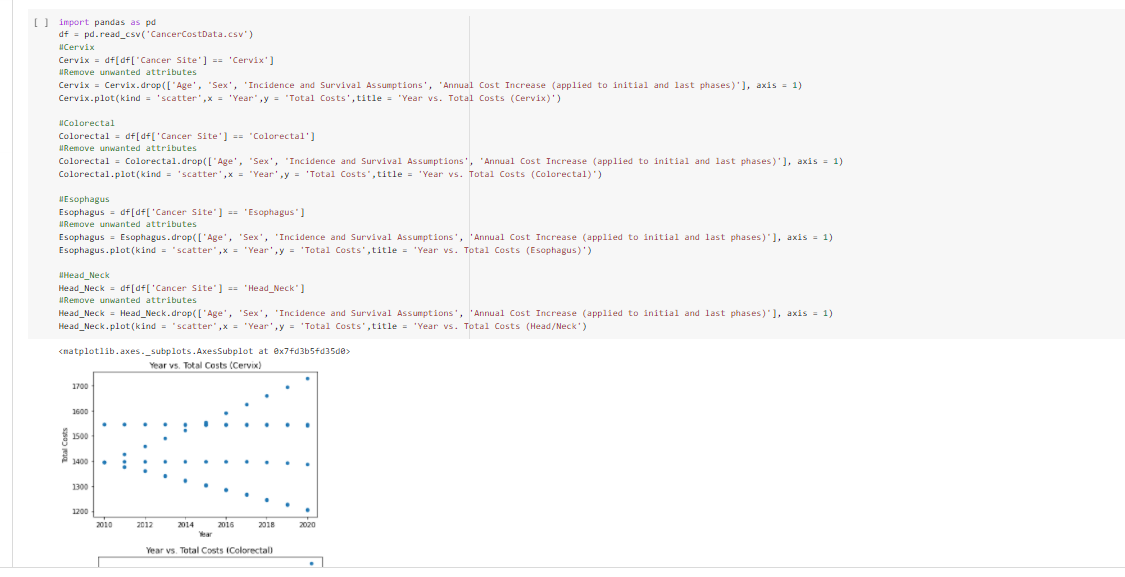 [ ] import pandas as pd
df = pd.read_csv('CancerCostData.csv')
#Cervix
Cervix = df[df['Cancer Site'] == 'Cervix']
#Remove unwanted attributes
Cervix = Cervix.drop(['Age', 'Sex', 'Incidence and Survival Assumptions', 'Annual Cost Increase (applied to initial and last phases)'], axis = 1)
Cervix.plot(kind = 'scatter',x = 'Year',y = 'Total Costs',title = 'Year vs. Total Costs (Cervix)')
#Colorectal
Colorectal = df[df['Cancer Site'] == 'Colorectal']
#Remove unwanted attributes
Colorectal = Colorectal.drop(['Age', 'Sex', 'Incidence and Survival Assumptions', 'Annual Cost Increase (applied to initial and last phases)'], axis = 1)
Colorectal.plot(kind = 'scatter',x = 'Year',y = 'Total Costs',title = 'Year vs. Total Costs (Colorectal)')
#Esophagus
Esophagus = df[df['Cancer Site'] == 'Esophagus']
#Remove unwanted attributes
Esophagus = Esophagus.drop(['Age', 'Sex', 'Incidence and Survival Assumptions', 'Annual Cost Increase (applied to initial and last phases)'], axis = 1)
Esophagus.plot(kind = 'scatter',x = 'Year',y = 'Total Costs',title = 'Year vs. Total Costs (Esophagus)')
#Head_Neck
Head_Neck = df[df['Cancer Site'] == 'Head_Neck']
#Remove unwanted attributes
Head_Neck = Head_Neck.drop(['Age', 'Sex', 'Incidence and Survival Assumptions', 'Annual Cost Increase (applied to initial and last phases)'], axis = 1)
Head_Neck.plot(kind = 'scatter',x = 'Year',y = 'Total Costs',title = 'Year vs. Total Costs (Head/Neck')
<matplotlib.axes._subplots.AxesSubplot at 0x7fd3b5fd35d0>
Year vs. Total Costs (Cervix)
1700
1600
1500
1400
1300
1200
Total Costs
2010 2012 2014 2016 2018 2020
Year
Year vs. Total Costs (Colorectal)